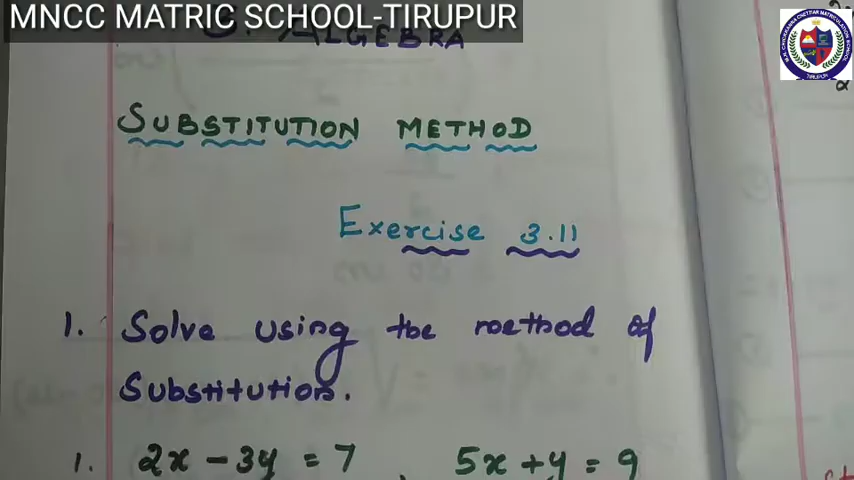 MNCC MATRIC SCHOOL-TIRUPUR
ALGEBRA
SUBSTITUTION METHOD
Exercise 3.11
1. Solve using the method of
Substitution.
1. 2x - 3y = 7 , 5x + y = 9